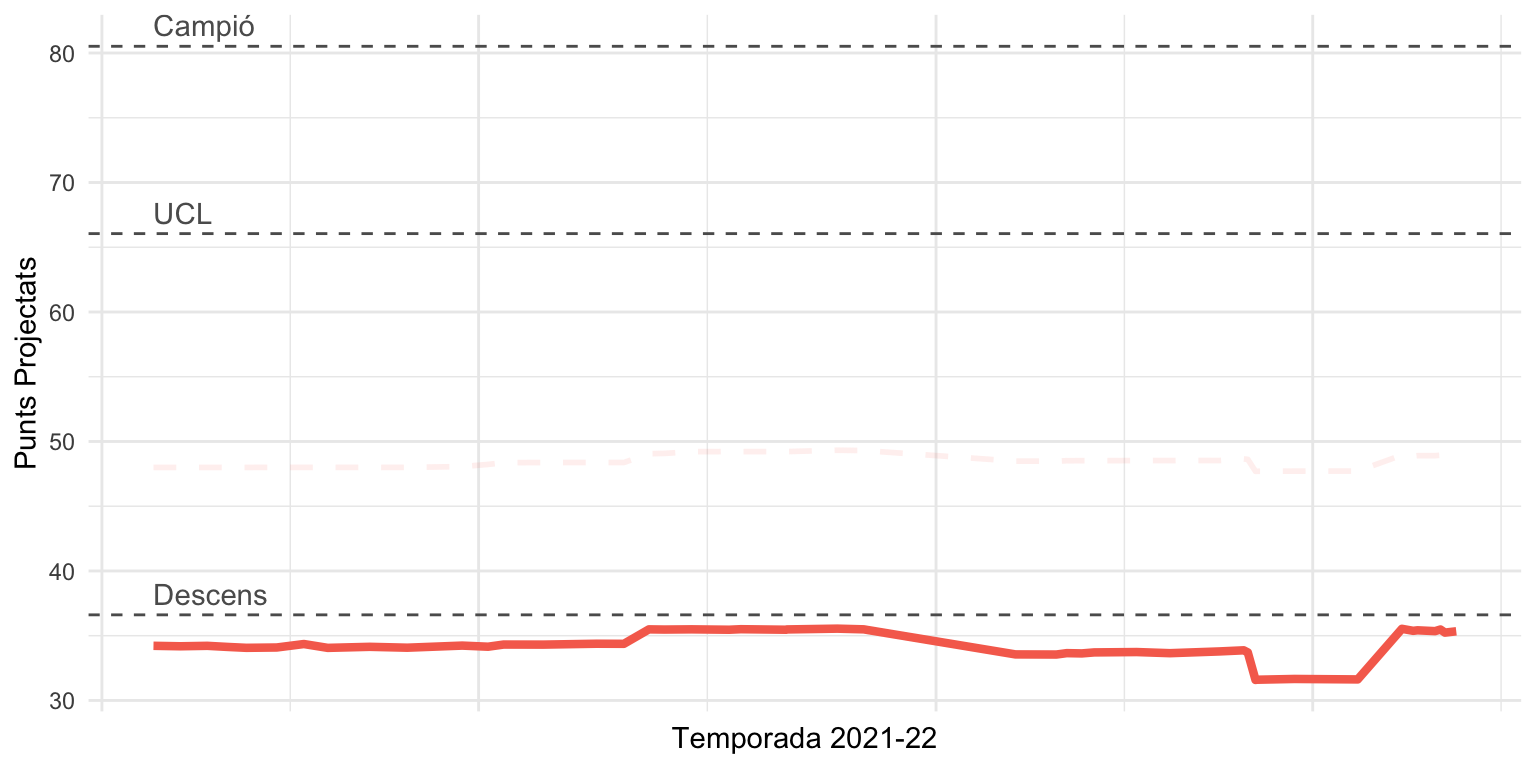 Campió
80
70
UCL
60
50
40
Descens
30
Punts Projectats
Temporada 2021-22